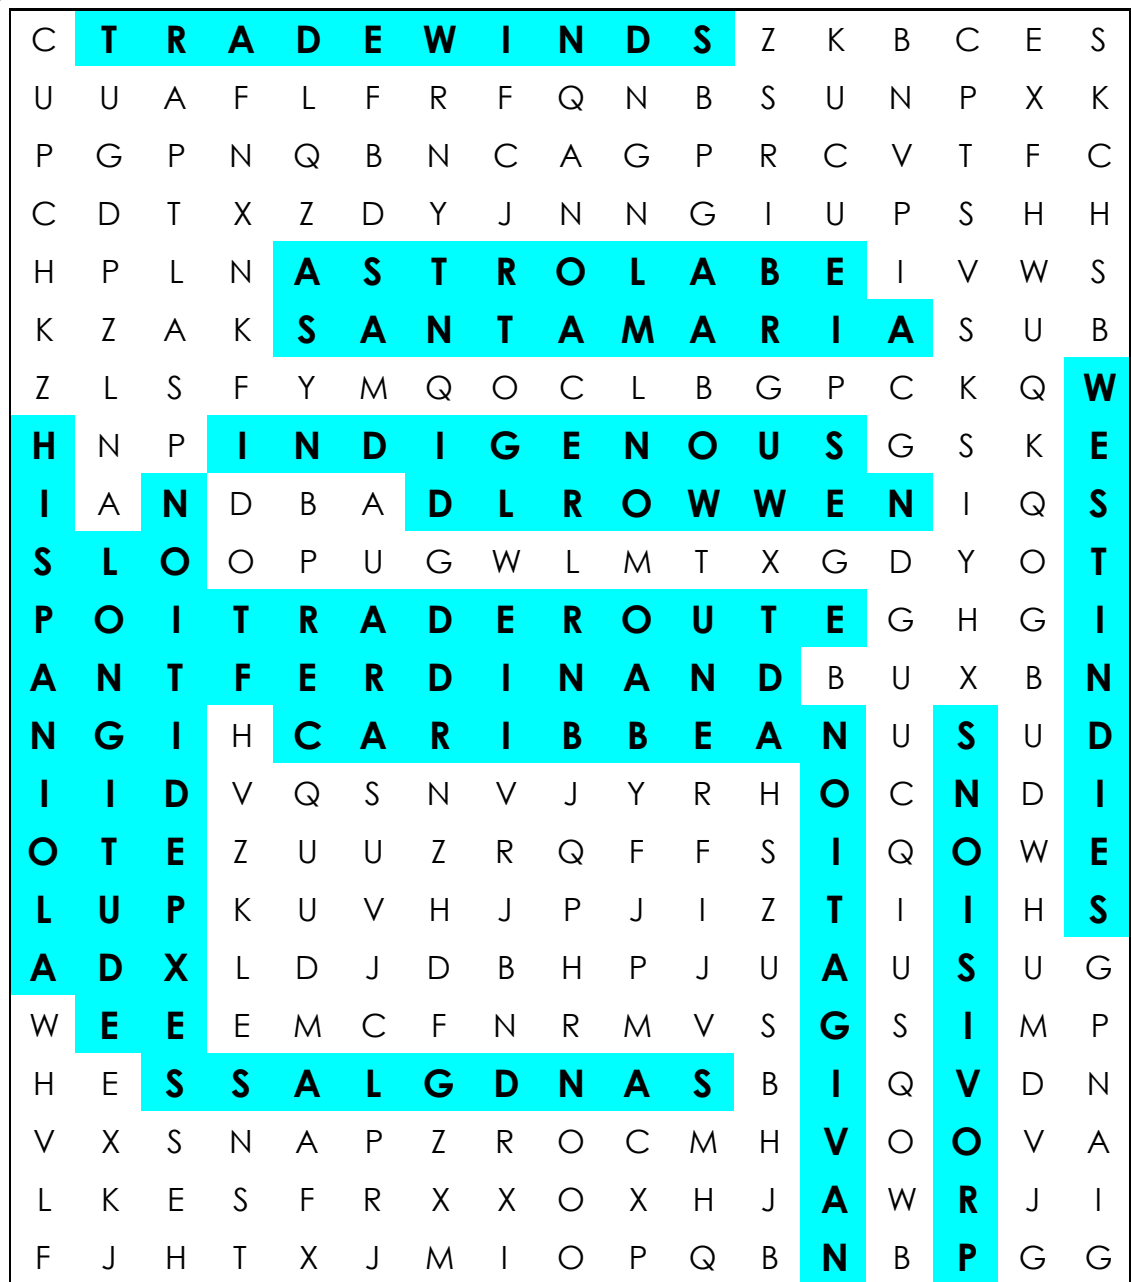 C T R A D E W I N D S Z K B C E S
U U A F L F R F Q N B S U N P X K
P G P N Q B N C A G P R C V T F C
C D T X Z D Y J N N G I U P S H H
H P L N A S T R O L A B E I V W S
K Z A K S A N T A M A R I A S U B
Z L S F Y M Q O C L B G P C K Q W
H N P I N D I G E N O U S G S K E
I A N D B A D L R O W W E N I Q S
S L O O P U G W L M T X G D Y O T
P O I T R A D E R O U T E G H G I
A N T F E R D I N A N D B U X B N
N G I H C A R I B B E A N U S U D
I I D V Q S N V J Y R H O C N D I
O T E Z U U Z R Q F F S I Q O W E
L U P K U V H J P J I Z T I I H S
A D X L D J D B H P J U A U S U G
W E E E M C F N R M V S G S I M P
H E S S A L G D N A S B I Q V D N
V X S N A P Z R O C M H V O O V A
L K E S F R X X O X H J A W R J I
F J H T X J M I O P Q B N B P G G